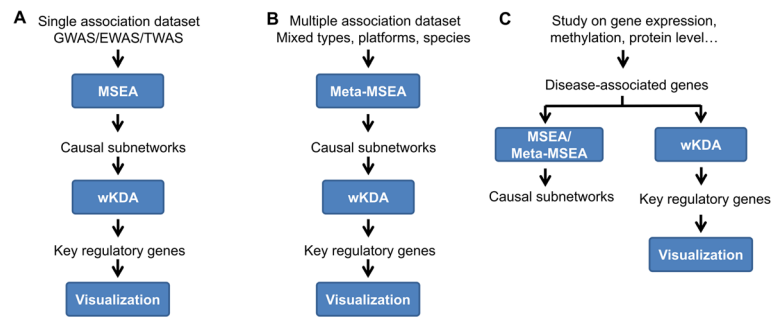 A
Single association dataset
GWAS/EWAS/TWAS
MSEA
Causal subnetworks
wKDA
Key regulatory genes
Visualization
B
Multiple association dataset
Mixed types, platforms, species
Meta-MSEA
Causal subnetworks
wKDA
Key regulatory genes
Visualization
C
Study on gene expression,
methylation, protein level…
Disease-associated genes
MSEA/
Meta-MSEA
Causal subnetworks
wKDA
Key regulatory genes
Visualization